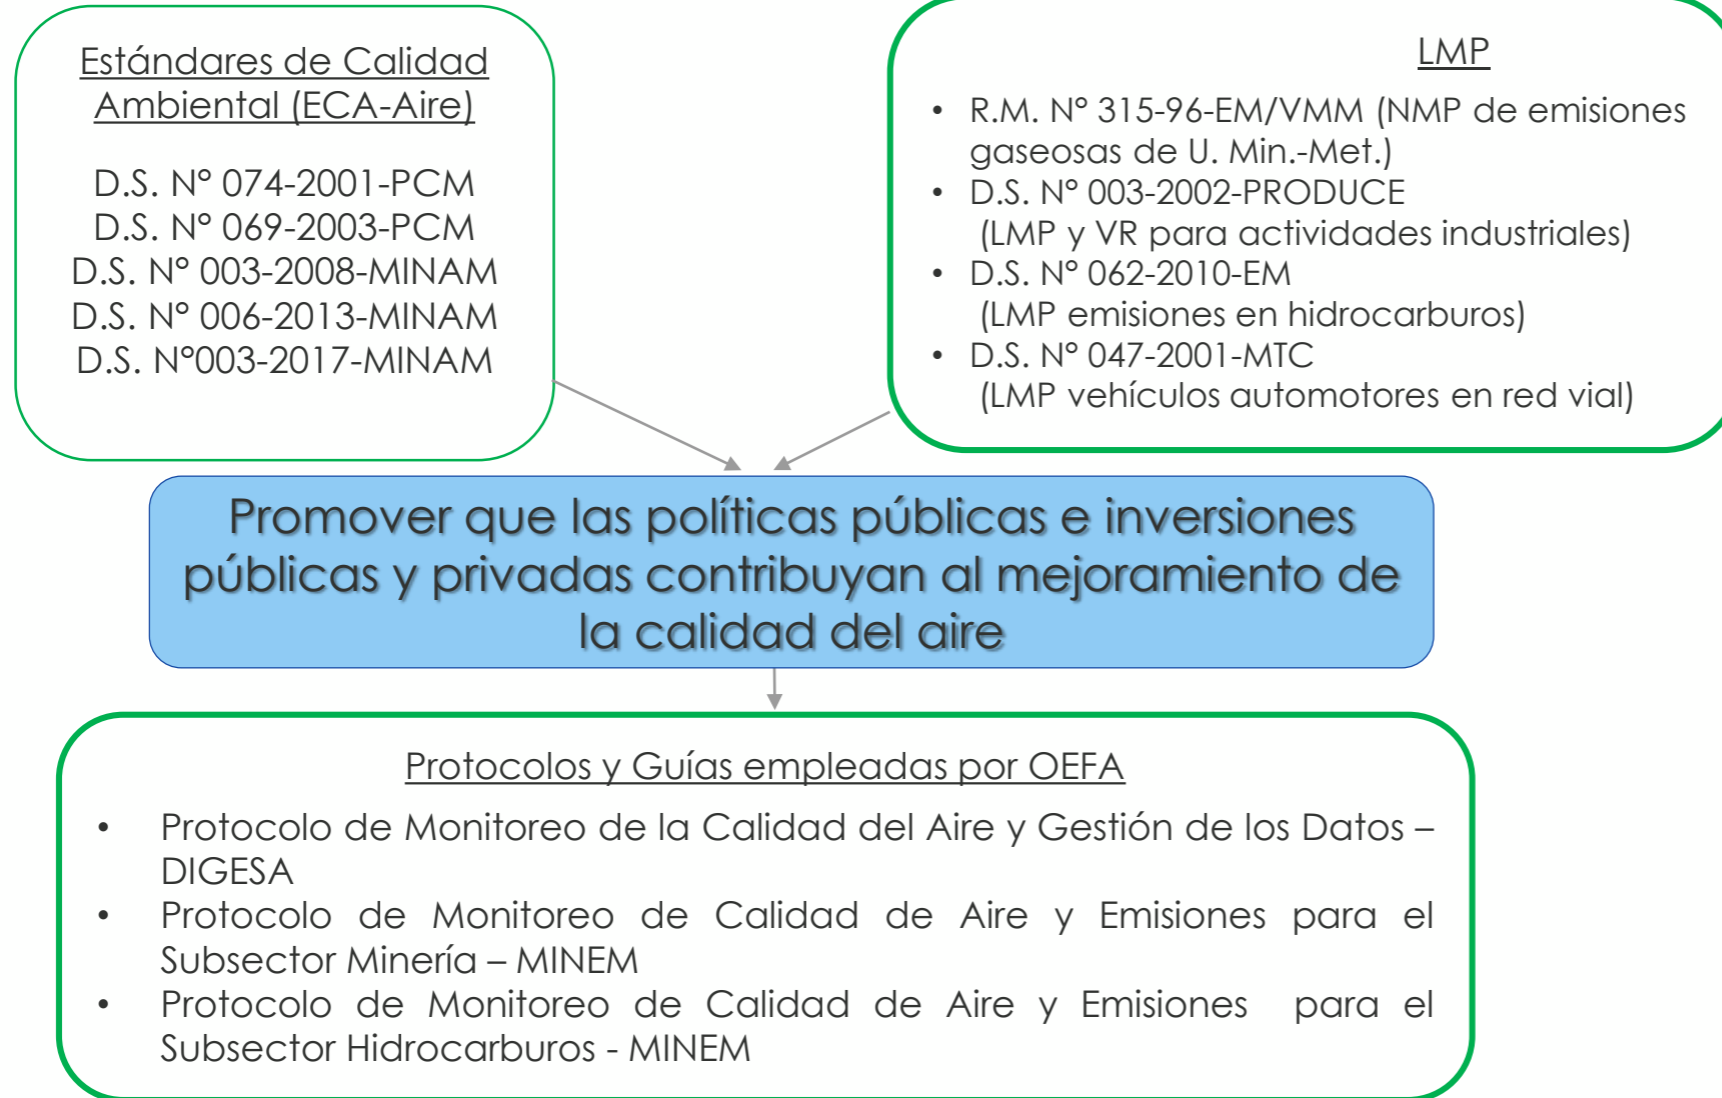 Estándares de Calidad
Ambiental (ECA-Aire)
D.S. N° 074-2001-PCM
D.S. N° 069-2003-PCM
D.S. N° 003-2008-MINAM
D.S. N° 006-2013-MINAM
D.S. N°003-2017-MINAM
LMP
• R.M. N° 315-96-EM/VMM (NMP de emisiones
gaseosas de U. Min.-Met.)
• D.S. N° 003-2002-PRODUCE
(LMP y VR para actividades industriales)
• D.S. N° 062-2010-EM
(LMP emisiones en hidrocarburos)
• D.S. N° 047-2001-MTC
(LMP vehículos automotores en red vial)
Promover que las políticas públicas e inversiones
públicas y privadas contribuyan al mejoramiento de
la calidad del aire
Protocolos y Guías empleadas por OEFA
• Protocolo de Monitoreo de la Calidad del Aire y Gestión de los Datos –
DIGESA
• Protocolo de Monitoreo de Calidad de Aire y Emisiones para el
Subsector Minería – MINEM
• Protocolo de Monitoreo de Calidad de Aire y Emisiones para el
Subsector Hidrocarburos - MINEM